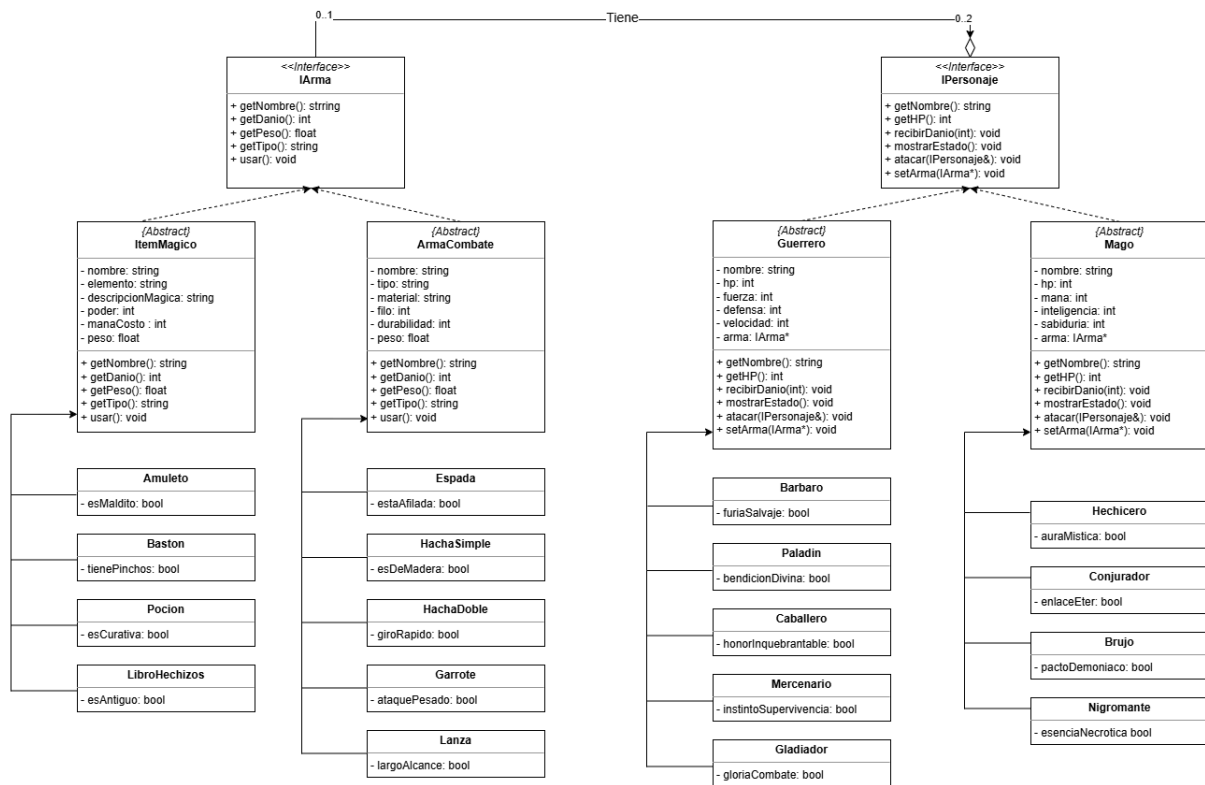 0..1
Tiene
0..2
<<Interface>>
IArma
+ getNombre(): strring
+ getDanio(): int
+ getPeso(): float
+ getTipo(): string
+ usar(): void
<<Interface>>
IPersonaje
+ getNombre(): string
+ getHP(): int
+ recibirDanio(int): void
+ mostrarEstado(): void
+ atacar(IPersonaje&): void
+ setArma(IArma*): void
{Abstract}
ItemMagico
- nombre: string
- elemento: string
- descripcionMagica: string
- poder: int
- manaCosto : int
- peso: float
+ getNombre(): string
+ getDanio(): int
+ getPeso(): float
+ getTipo(): string
+ usar(): void
{Abstract}
ArmaCombate
- nombre: string
- tipo: string
- material: string
- filo: int
- durabilidad: int
- peso: float
+ getNombre(): string
+ getDanio(): int
+ getPeso(): float
+ getTipo(): string
+ usar(): void
{Abstract}
Guerrero
- nombre: string
- hp: int
- fuerza: int
- defensa: int
- velocidad: int
- arma: IArma*
+ getNombre(): string
+ getHP(): int
+ recibirDanio(int): void
+ mostrarEstado(): void
+ atacar(IPersonaje&): void
+ setArma(IArma*): void
{Abstract}
Mago
- nombre: string
- hp: int
- mana: int
- inteligencia: int
- sabiduria: int
- arma: IArma*
+ getNombre(): string
+ getHP(): int
+ recibirDanio(int): void
+ mostrarEstado(): void
+ atacar(IPersonaje&): void
+ setArma(IArma*): void
Amuleto
- esMaldito: bool
Baston
- tienePinchos: bool
Pocion
- esCurativa: bool
LibroHechizos
- esAntiguo: bool
Espada
- estaAfilada: bool
HachaSimple
- esDeMadera: bool
HachaDoble
- giroRapido: bool
Garrote
- ataquePesado: bool
Lanza
- largoAlcance: bool
Barbaro
- furiaSalvaje: bool
Paladin
- bendicionDivina: bool
Caballero
- honorInquebrantable: bool
Mercenario
- instintoSupervivencia: bool
Gladiador
- gloriaCombate: bool
Hechicero
- auraMistica: bool
Conjurador
- enlaceEter: bool
Brujo
- pactoDemoniaco: bool
Nigromante
- esenciaNecrotica bool